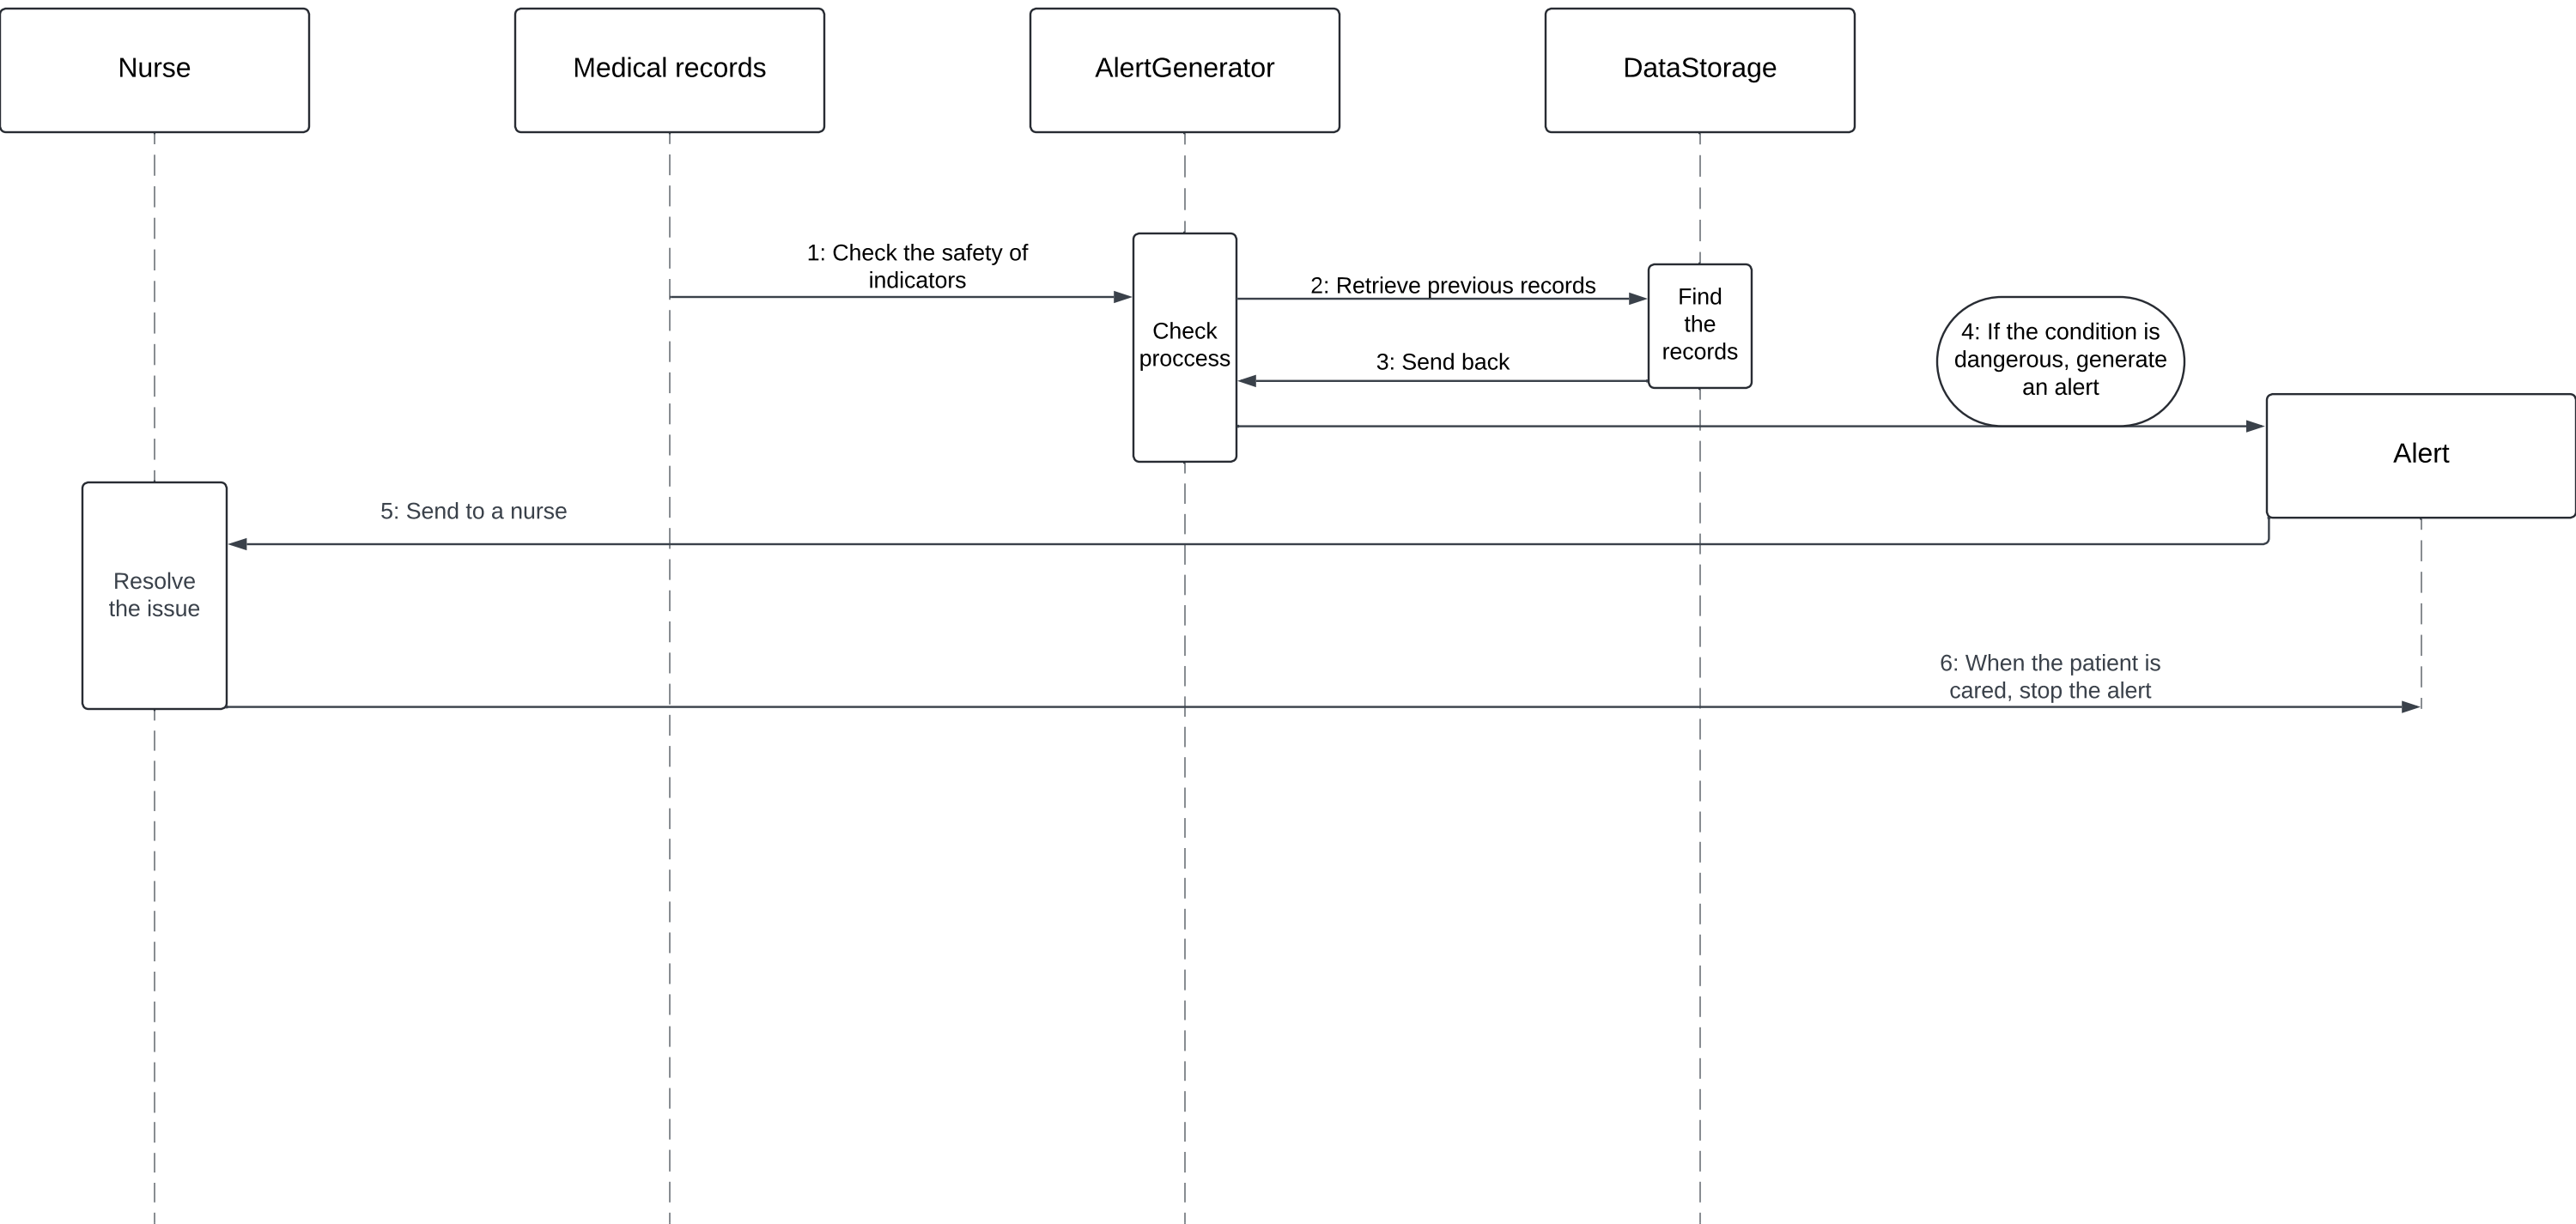 Nurse
Medical records
AlertGenerator
DataStorage
1: Check the safety of
indicators
2: Retrieve previous records
Find
the
records
Check
proccess
3: Send back
4: If the condition is
dangerous, generate
an alert
Alert
5: Send to a nurse
Resolve
the issue
6: When the patient is
cared, stop the alert